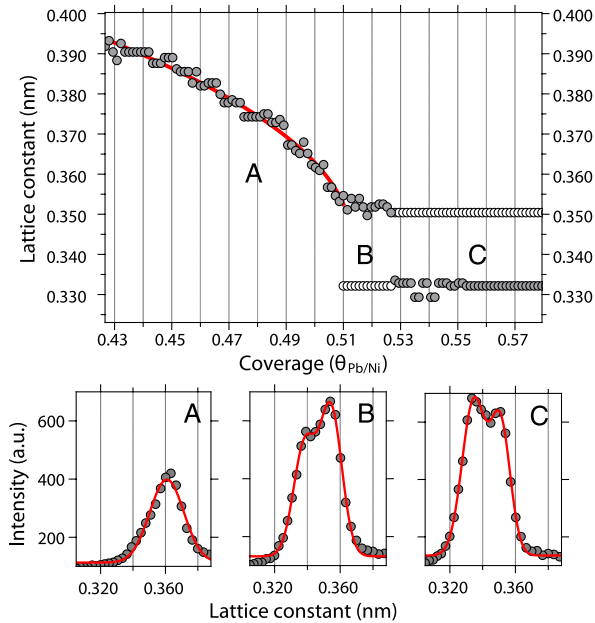 0.400 0.400
0.390 0.390
0.380 0.380
0.370 0.370
0.360 0.360
0.350 0.350
0.340 0.340
0.330 0.330
Lattice constant (nm)
A
B C
0.43 0.45 0.47 0.49 0.51 0.53 0.55 0.57
Coverage (θPb/Ni)
A B C
600
400
200
Intensity (a.u.)
0.320 0.360 0.320 0.360 0.320 0.360
Lattice constant (nm)